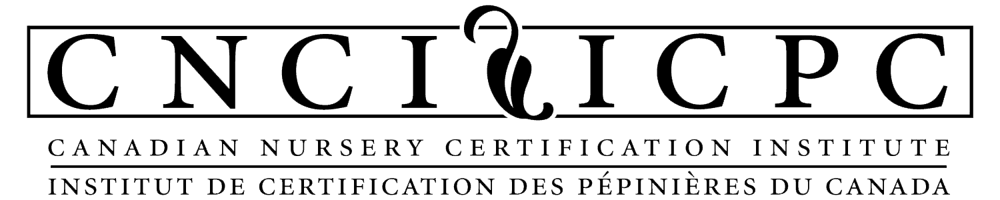 CNCI ICPC
CANADIAN NURSERY CERTIFICATION INSTITUTE
INSTITUT DE CERTIFICATION DES PÉPINIÈRES DU CANADA